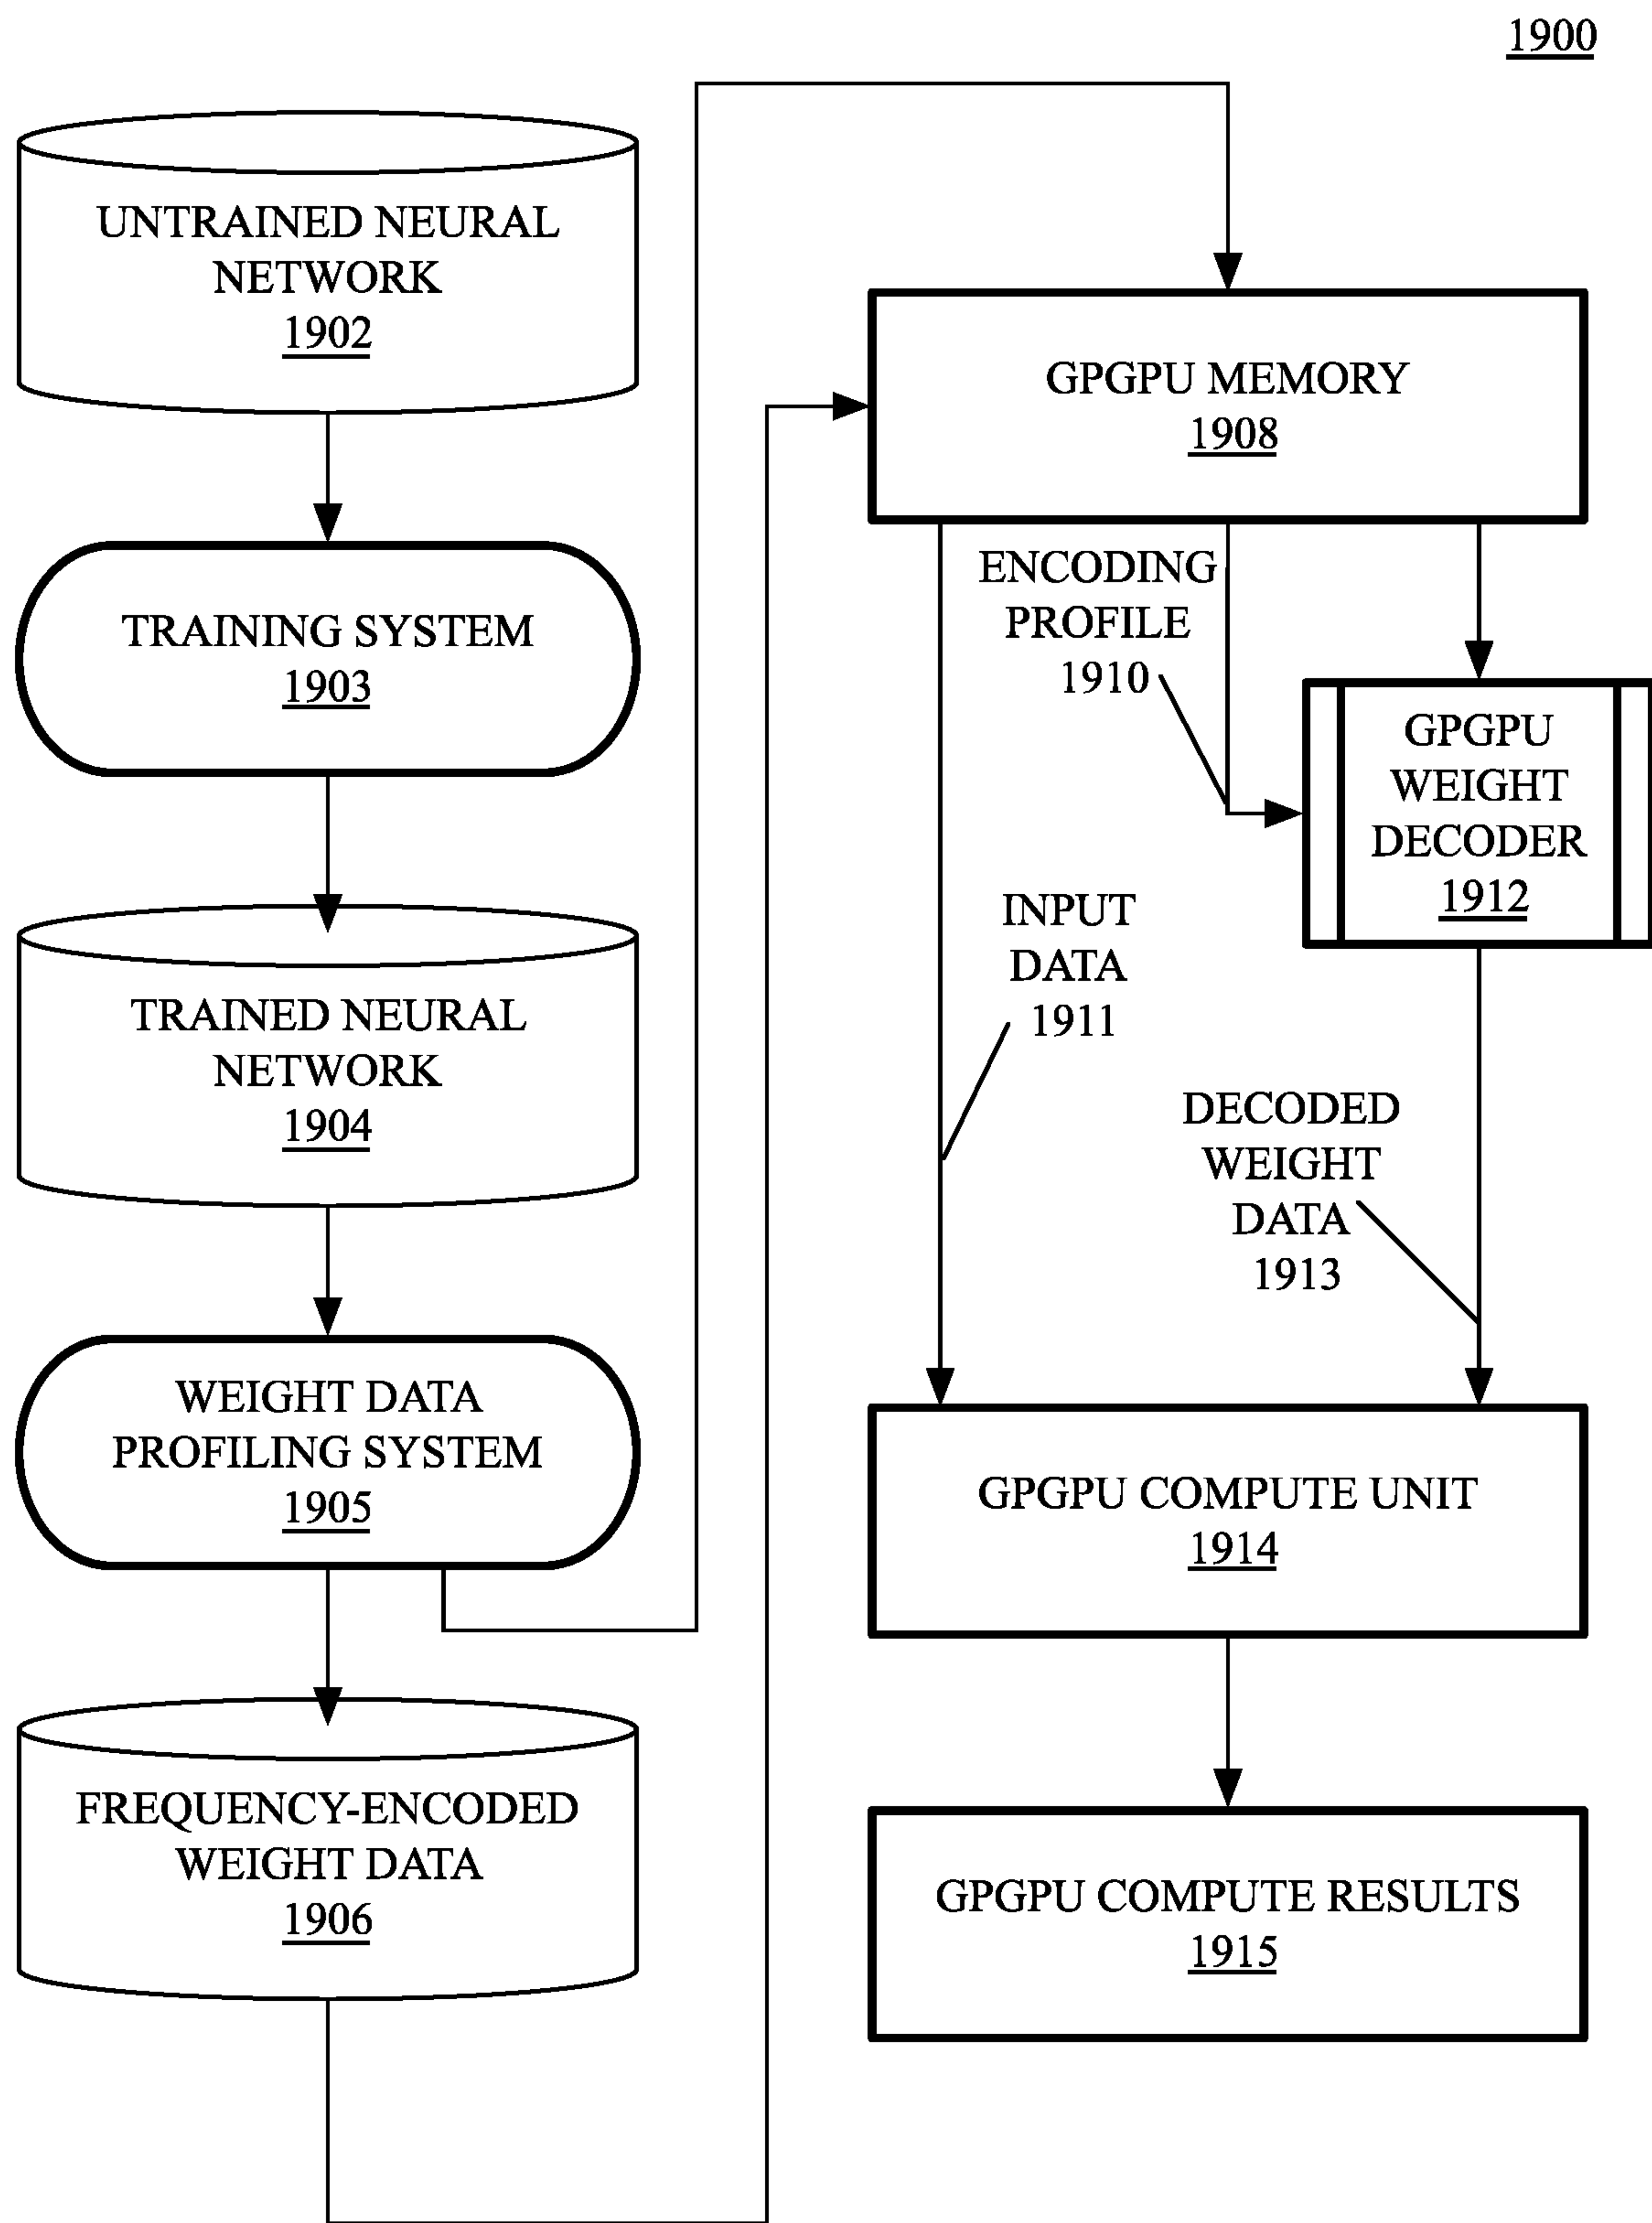 1900
UNTRAINED NEURAL
NETWORK
1902
TRAINING SYSTEM
1903
TRAINED NEURAL
NETWORK
1904
WEIGHT DATA
PROFILING SYSTEM
1905
FREQUENCY-ENCODED
WEIGHT DATA
1906
GPGPU MEMORY
1908
ENCODING
PROFILE
1910
GPGPU
WEIGHT
DECODER
1912
INPUT
DATA
1911
DECODED
WEIGHT
DATA
1913
GPGPU COMPUTE UNIT
1914
GPGPU COMPUTE RESULTS
1915